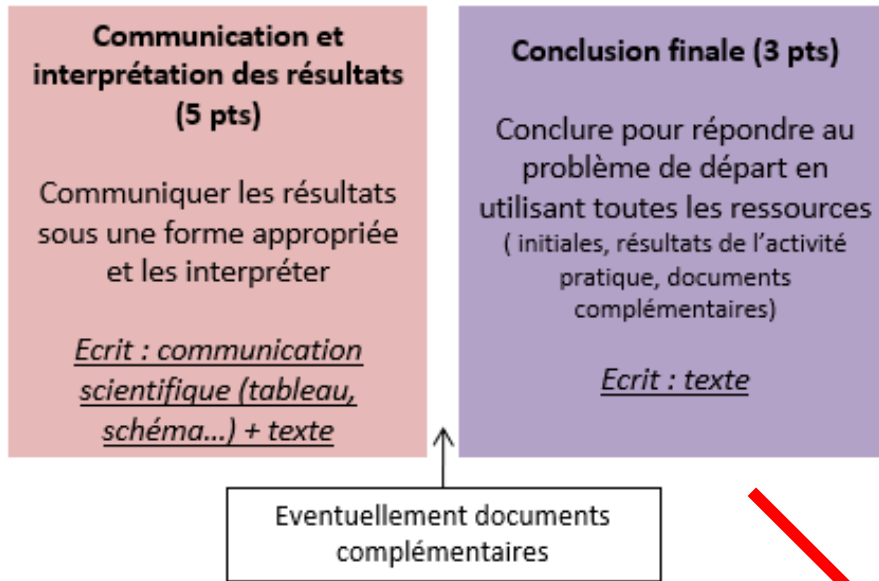 Communication et
interprétation des résultats
(5 pts)
Communiquer les résultats
sous une forme appropriée
et les interpréter
Ecrit : communication
scientifique (tableau,
schéma...) + texte
Conclusion finale (3 pts)
Conclure pour répondre au
problème de départ en
utilisant toutes les ressources
( initiales, résultats de l'activité
pratique, documents
complémentaires)
Ecrit : texte
Eventuellement documents
complémentaires